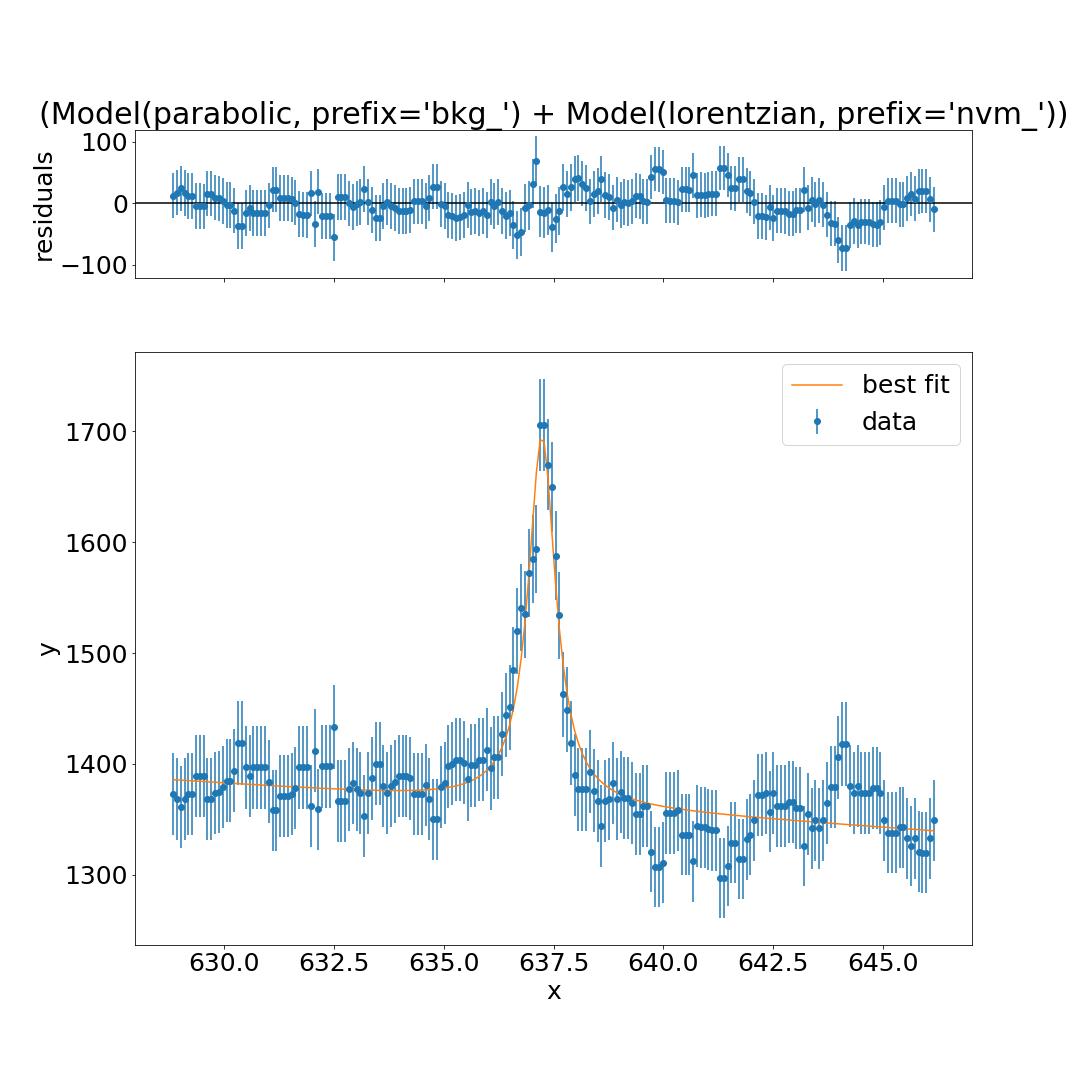 (Model(parabolic, prefix='bkg_') + Model(lorentzian, prefix='nvm_'))
100
0
−100
residuals
best fit
data
1700
1600
1500
1400
1300
y
630.0 632.5 635.0 637.5 640.0 642.5 645.0
x